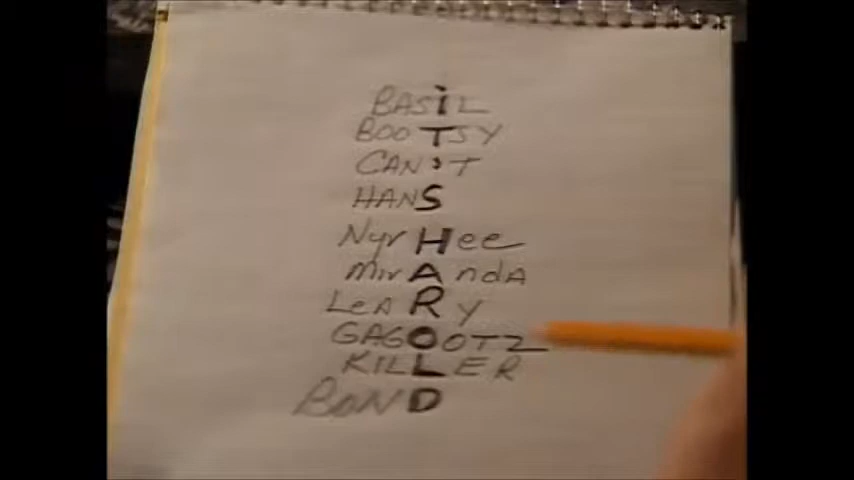 BASiL
BOOTSY
CAN'T
HANS
NyrHee
MirAndA
LeARy
GAGOOTZ
KILLER
BOND